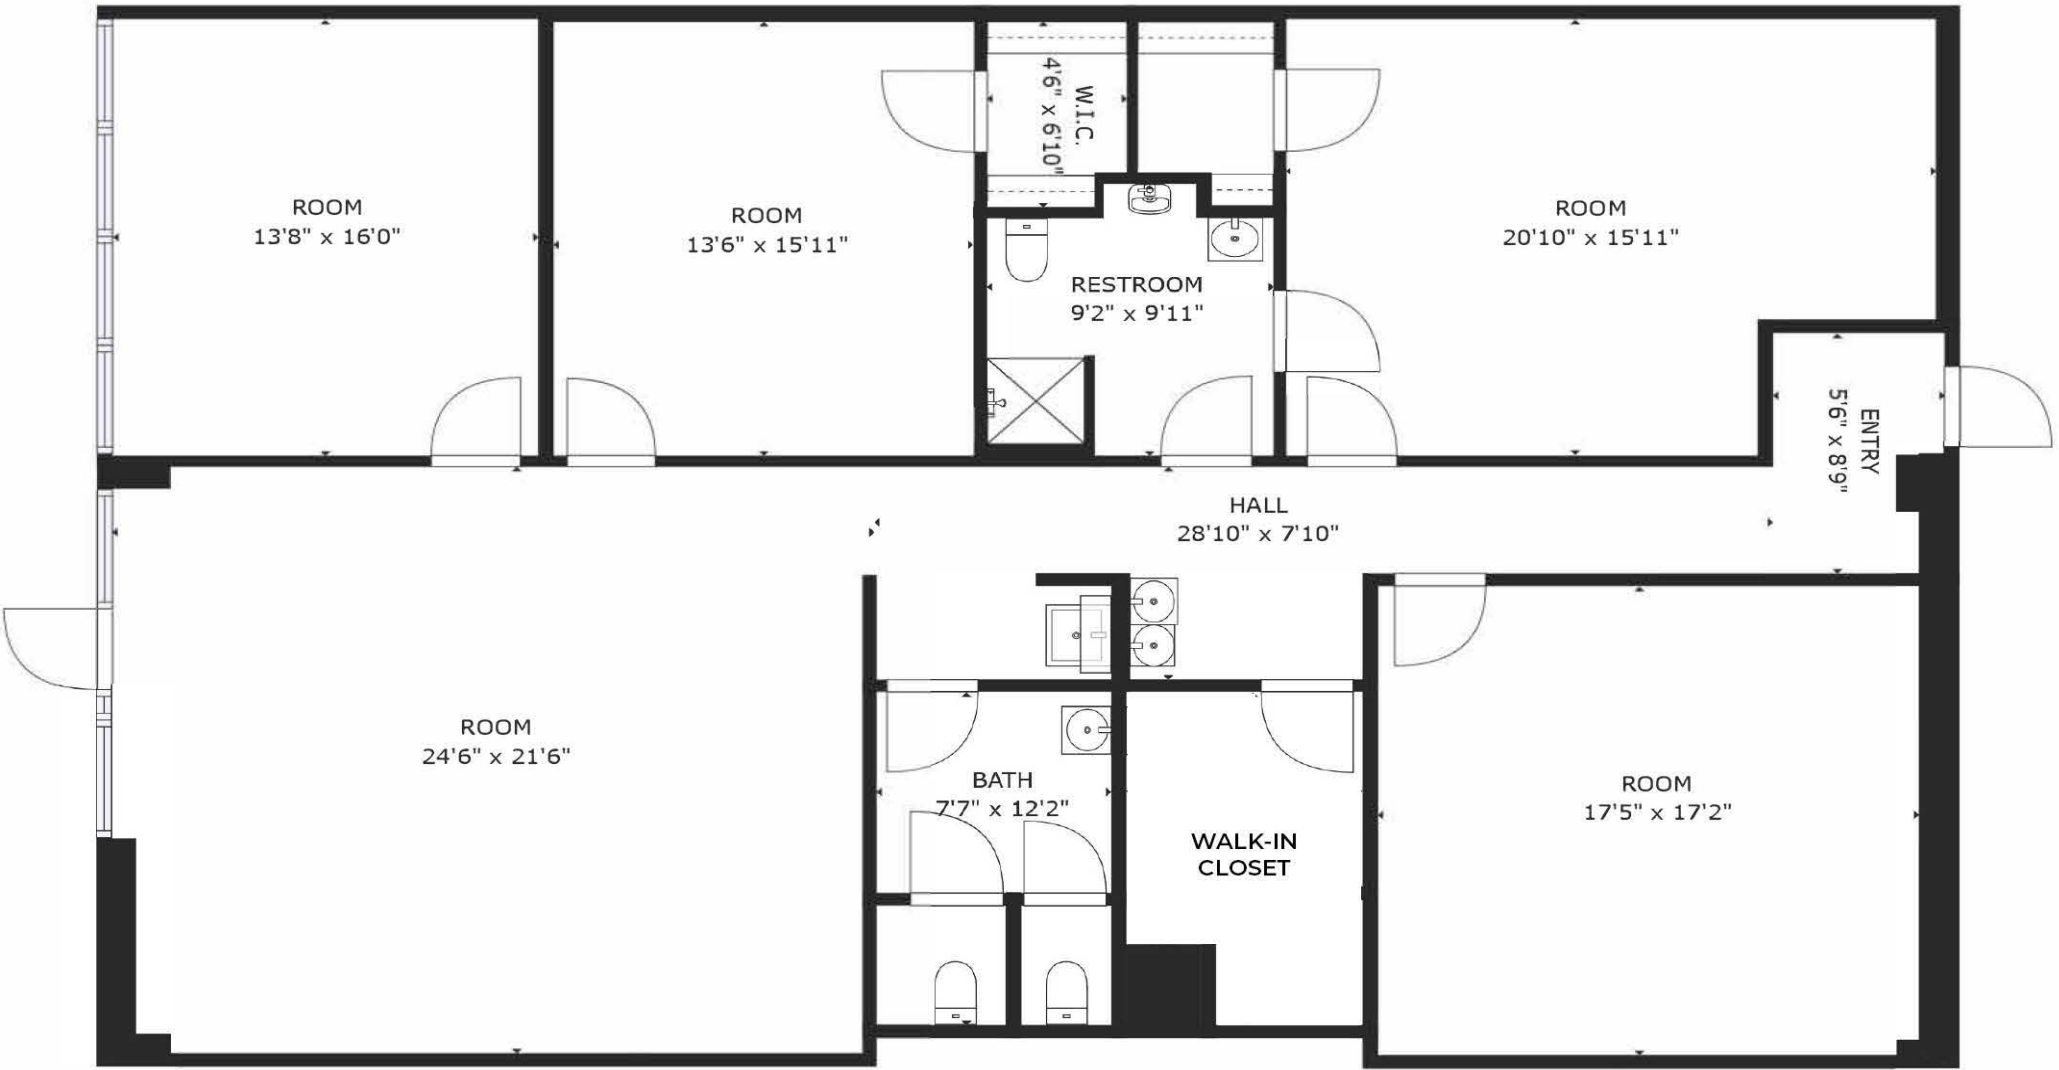 ROOM
13'8" x 16'0"
ROOM
13'6" x 15'11"
W.I.C.
4'6" x 6'10"
ROOM
20'10" x 15'11"
RESTROOM
9'2" x 9'11"
ENTRY
5'6" x 8'9"
HALL
28'10" x 7'10"
ROOM
24'6" x 21'6"
BATH
7'7" x 12'2"
WALK-IN
CLOSET
ROOM
17'5" x 17'2"